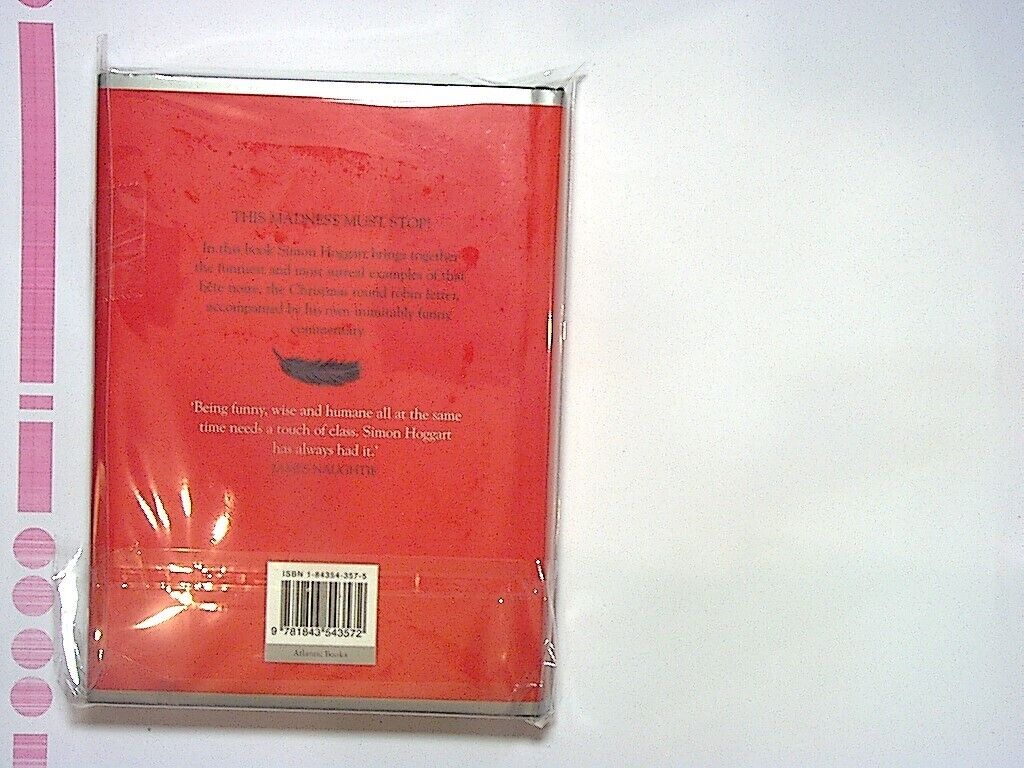 THIS MADNESS MUST STOP!
In this book Simon Hoggart brings together
the funniest and most surreal examples of that
bête noire, the Christmas round robin letter,
accompanied by his own inimitably funny
commentary
'Being funny, wise and humane all at the same
time needs a touch of class. Simon Hoggart
has always had it.'
JAMES NAUGHTIE
ISBN 1-84354-357-5
9 781843 543572
Atlantic Books